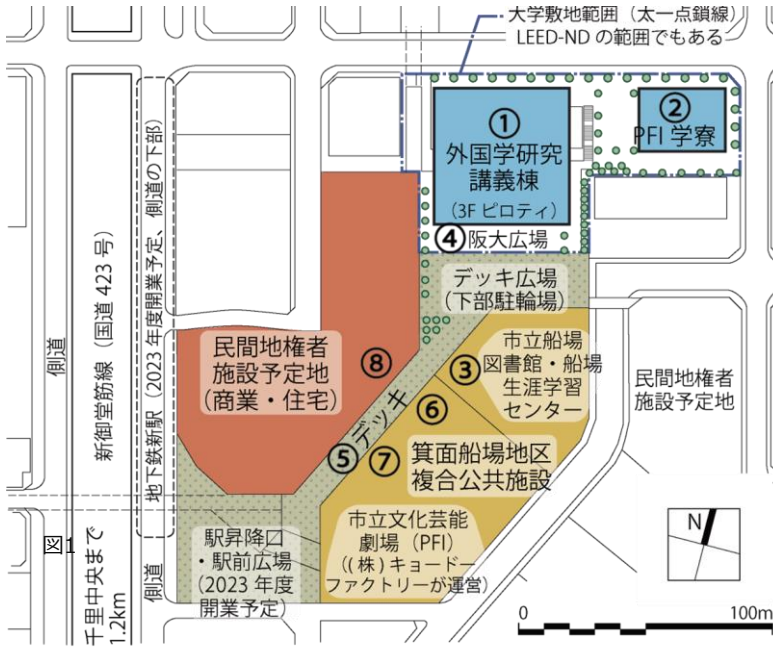 大学敷地範囲（太一点鎖線）
LEED-ND の範囲でもある
①
外国学研究
講義棟
（3F ピロティ）
②
PFI 学寮
④阪大広場
デッキ広場
（下部駐輪場）
側道
新御堂筋線（国道 423 号）
地下鉄新駅（2023 年度開業予定、側道の下部）
民間地権者
施設予定地
（商業・住宅）
⑧
③
市立船場
図書館・船場
生涯学習
センター
民間地権者
施設予定地
⑥
⑤デッキ
⑦
箕面船場地区
複合公共施設
市立文化芸能
劇場（PFI）
（(株) キョードー
ファクトリーが運営）
駅昇降口
・駅前広場
（2023 年度
開業予定）
図1
千里中央まで
1.2km
側道
N
0
100m